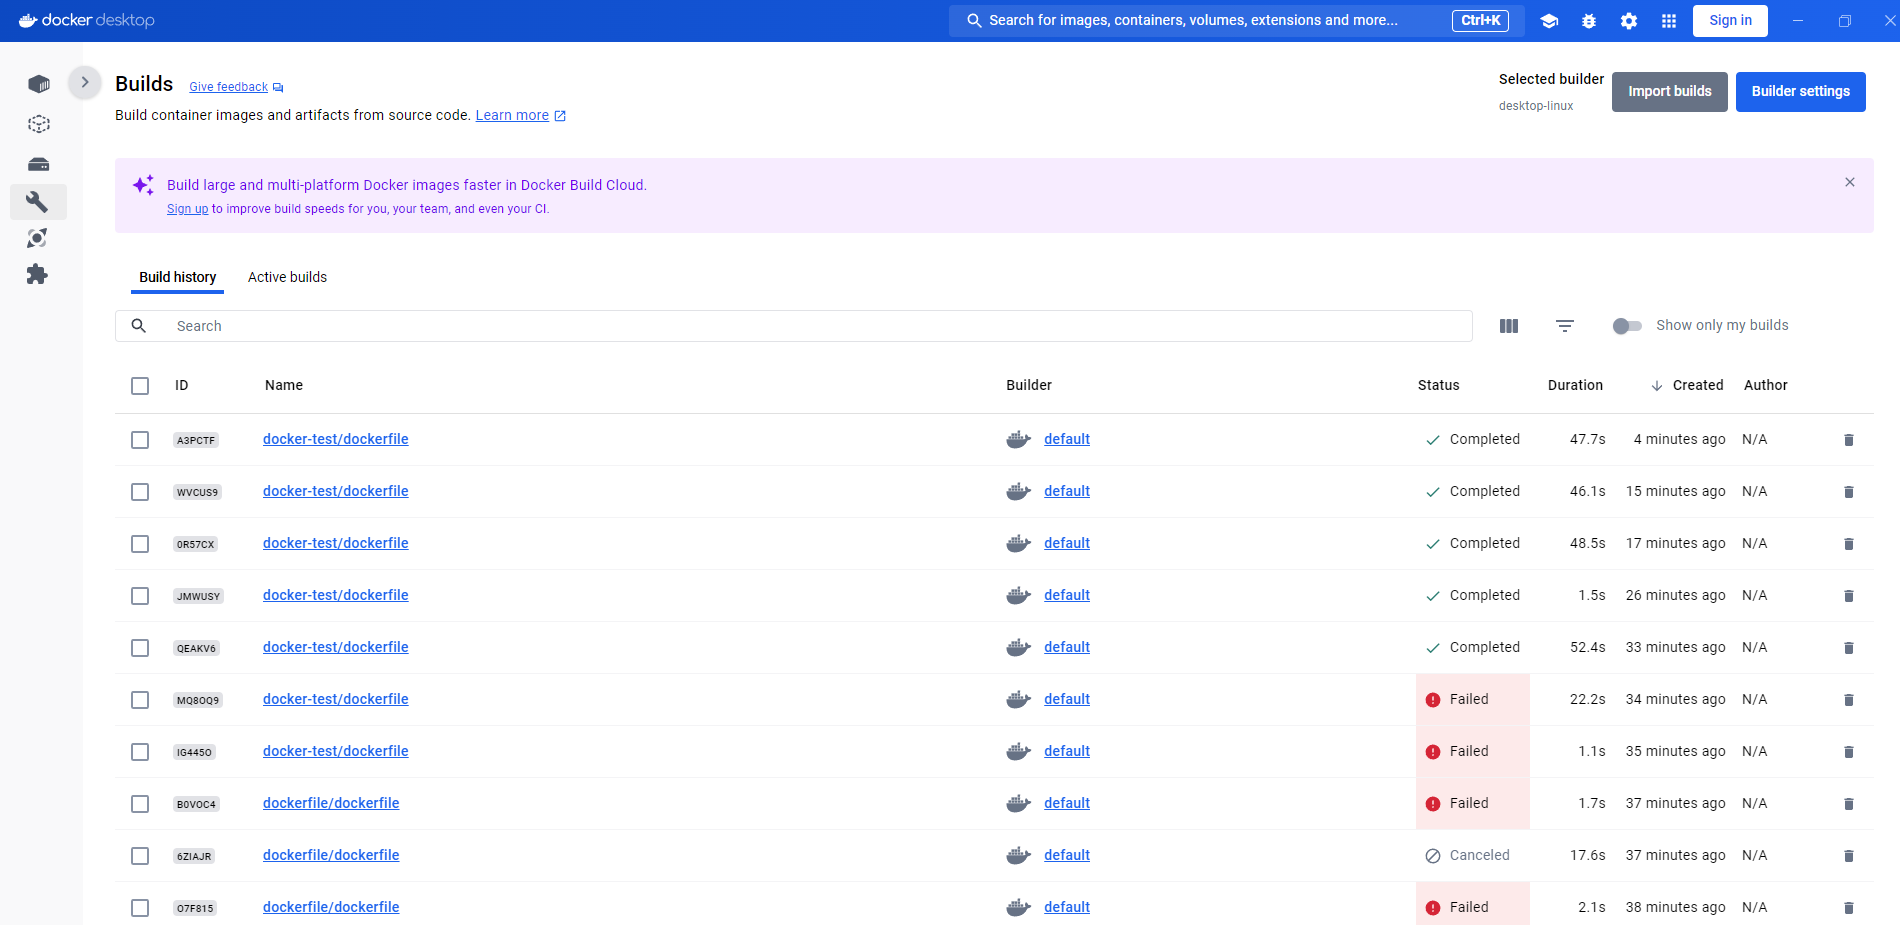 docker desktop
Search for images, containers, volumes, extensions and more... Ctrl+K
Sign in
Builds Give feedback
Build container images and artifacts from source code. Learn more
Selected builder
desktop-linux
Import builds
Builder settings
Build large and multi-platform Docker images faster in Docker Build Cloud.
Sign up to improve build speeds for you, your team, and even your CI.
Build history Active builds
Search
Show only my builds
ID Name Builder Status Duration Created Author
A3PCTF docker-test/dockerfile default Completed 47.7s 4 minutes ago N/A
WVCUS9 docker-test/dockerfile default Completed 46.1s 15 minutes ago N/A
0R57CX docker-test/dockerfile default Completed 48.5s 17 minutes ago N/A
JMWUSY docker-test/dockerfile default Completed 1.5s 26 minutes ago N/A
QEAKV6 docker-test/dockerfile default Completed 52.4s 33 minutes ago N/A
MQ8OQ9 docker-test/dockerfile default Failed 22.2s 34 minutes ago N/A
IG445O docker-test/dockerfile default Failed 1.1s 35 minutes ago N/A
B0VOC4 dockerfile/dockerfile default Failed 1.7s 37 minutes ago N/A
6ZIAJR dockerfile/dockerfile default Canceled 17.6s 37 minutes ago N/A
O7F815 dockerfile/dockerfile default Failed 2.1s 38 minutes ago N/A